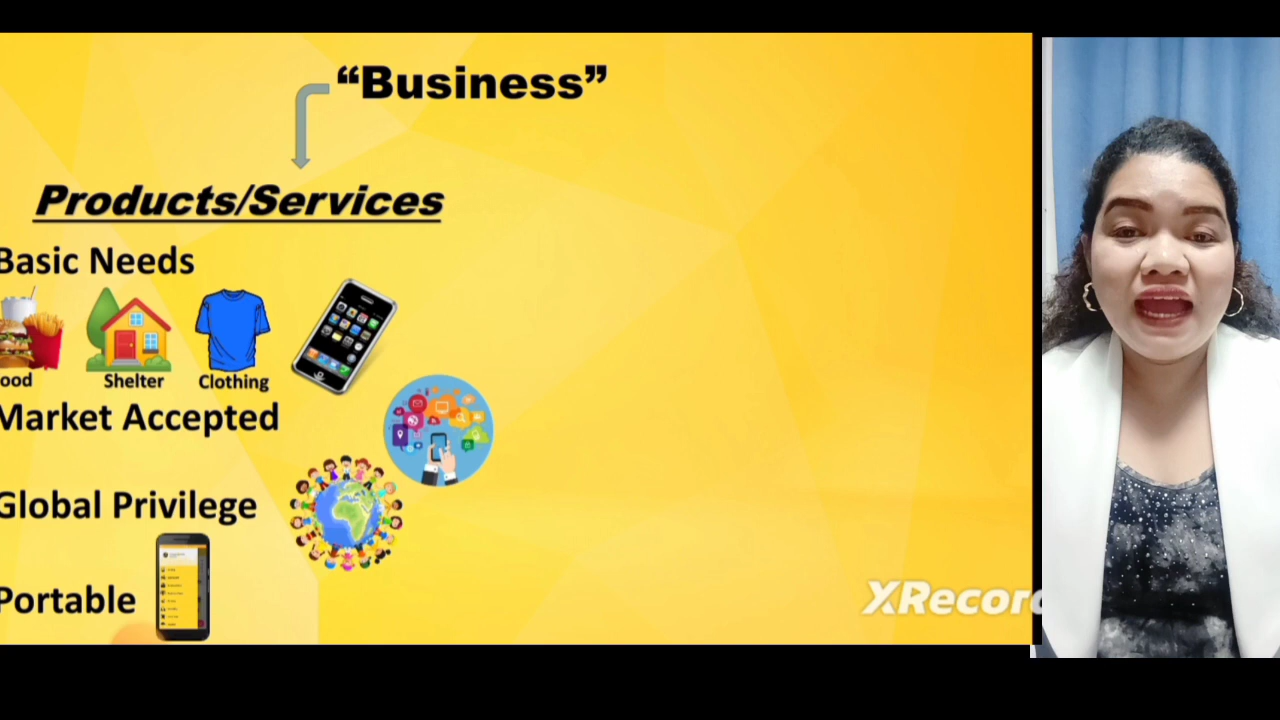 “Business”
Products/Services
Basic Needs
ood
Shelter
Clothing
Market Accepted
Global Privilege
Portable
XRecor